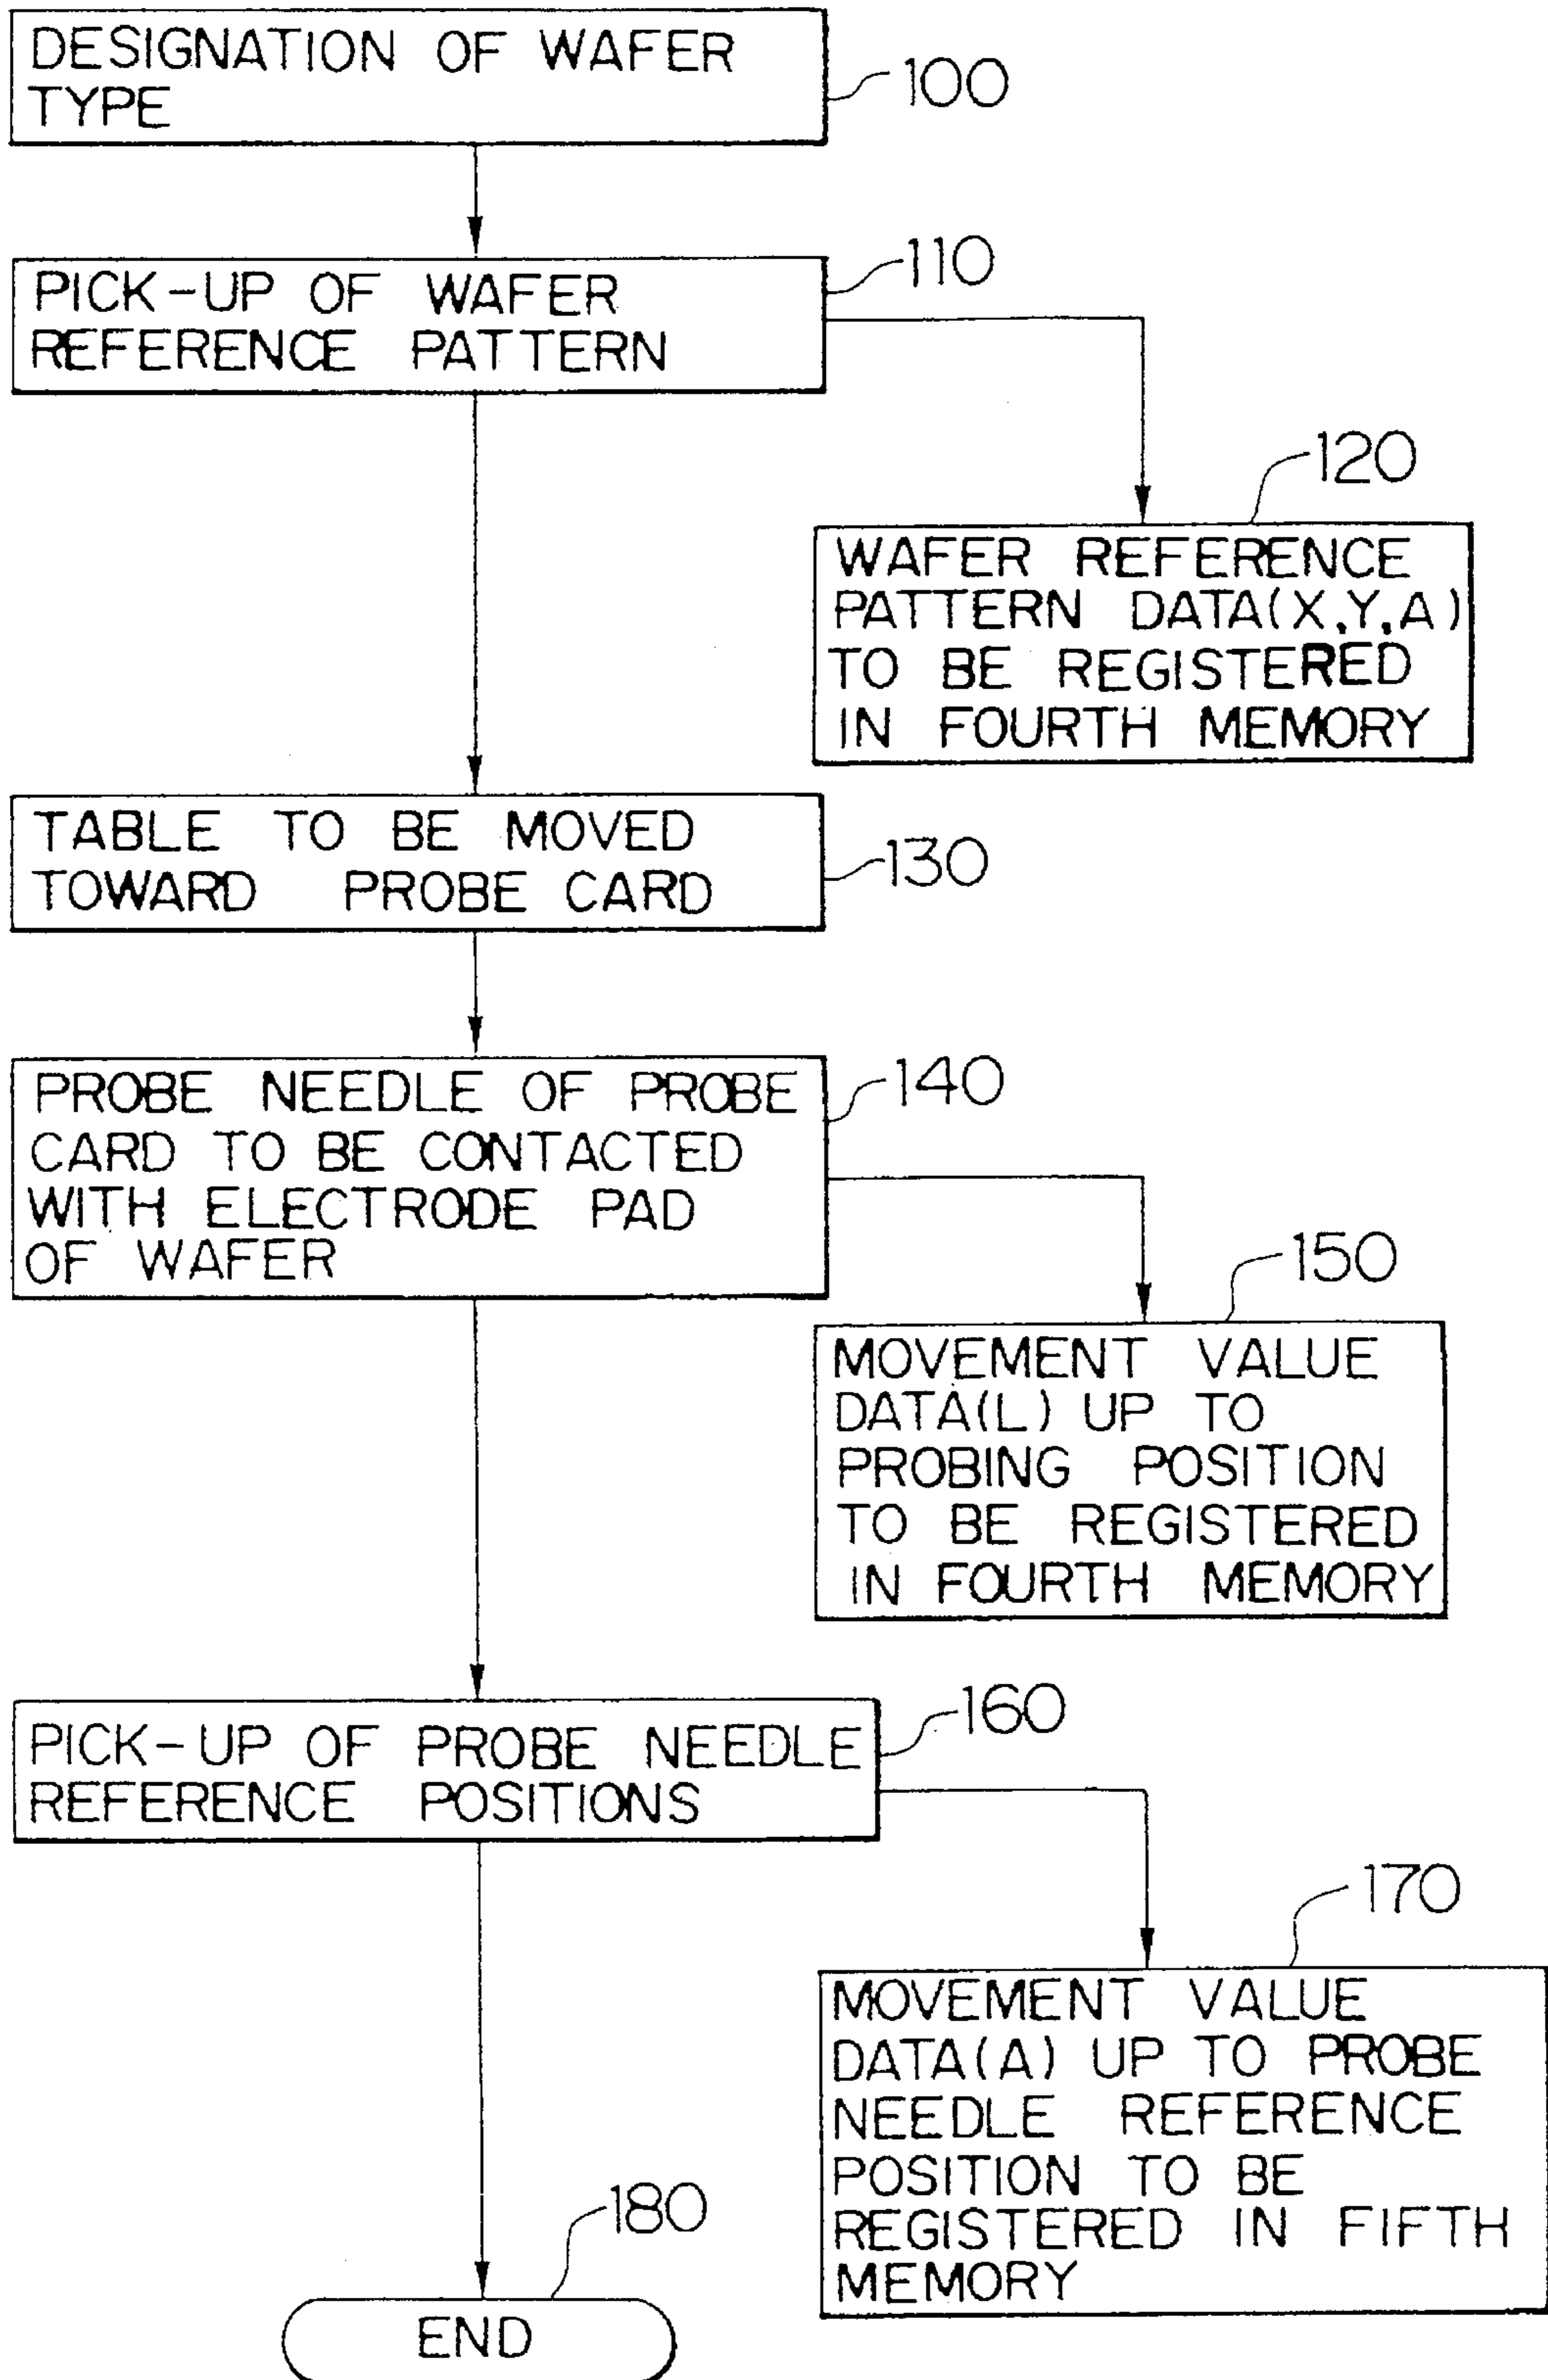 DESIGNATION OF WAFER
TYPE
100
PICK-UP OF WAFER
REFERENCE PATTERN
110
120
WAFER REFERENCE
PATTERN DATA(X,Y,A)
TO BE REGISTERED
IN FOURTH MEMORY
TABLE TO BE MOVED
TOWARD PROBE CARD
130
PROBE NEEDLE OF PROBE
CARD TO BE CONTACTED
WITH ELECTRODE PAD
OF WAFER
140
150
MOVEMENT VALUE
DATA(L) UP TO
PROBING POSITION
TO BE REGISTERED
IN FOURTH MEMORY
PICK-UP OF PROBE NEEDLE
REFERENCE POSITIONS
160
170
MOVEMENT VALUE
DATA(A) UP TO PROBE
NEEDLE REFERENCE
POSITION TO BE
REGISTERED IN FIFTH
MEMORY
180
END